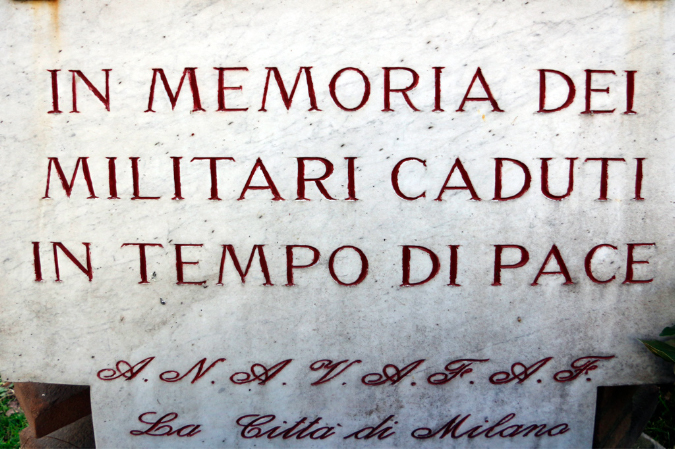 IN MEMORIA DEI
MILITARI CADUTI
IN TEMPO DI PACE
A.N.A.V.A.F.A.F.
La Città di Milano